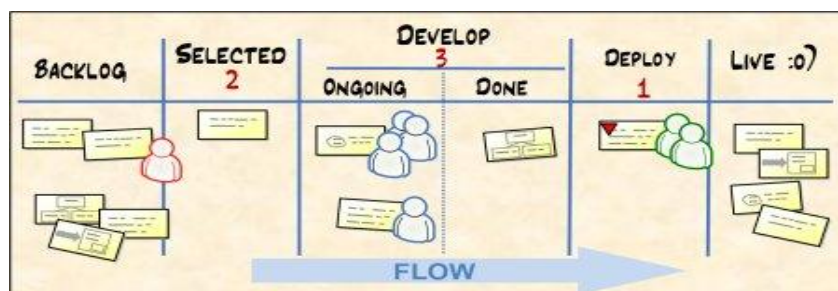 BACKLOG
SELECTED
2
DEVELOP
3
ONGOING
DONE
DEPLOY
1
LIVE :o)
FLOW